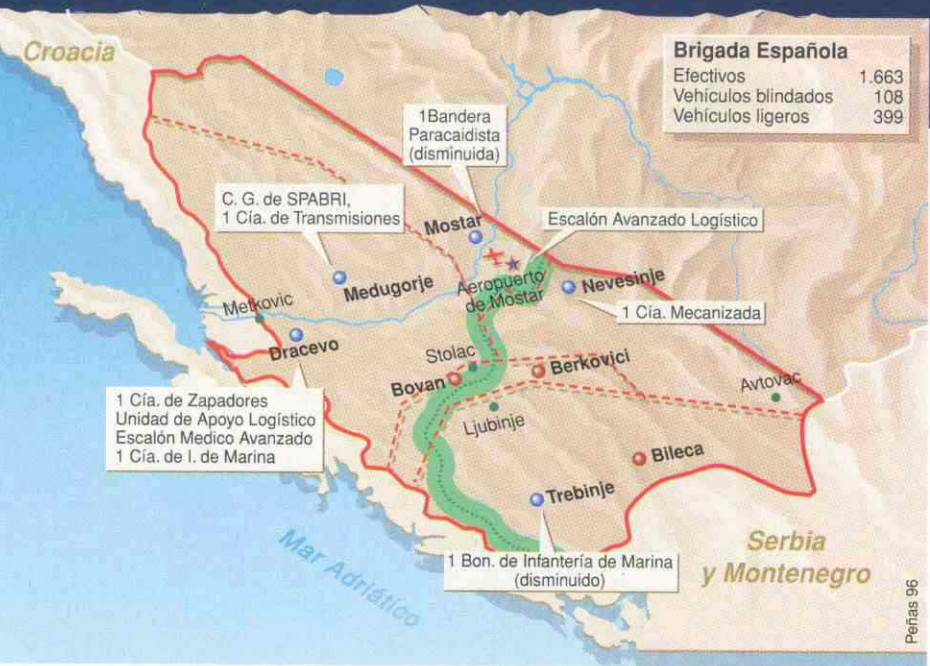 Croacia
Brigada Española
Efectivos 1.663
Vehículos blindados 108
Vehículos ligeros 399
1Bandera
Paracaidista
(disminuida)
C. G. de SPABRI,
1 Cía. de Transmisiones
Mostar
Escalón Avanzado Logístico
Medugorje
Aeropuerto
de Mostar
Nevesinje
1 Cía. Mecanizada
Metkovic
Dracevo
Stolac
Bovan
Berkovici
Avtovac
Ljubinje
1 Cía. de Zapadores
Unidad de Apoyo Logístico
Escalón Medico Avanzado
1 Cía. de I. de Marina
Bileca
Trebinje
Mar Adriático
1 Bon. de Infantería de Marina
(disminuido)
Serbia
y Montenegro
Peñas 96